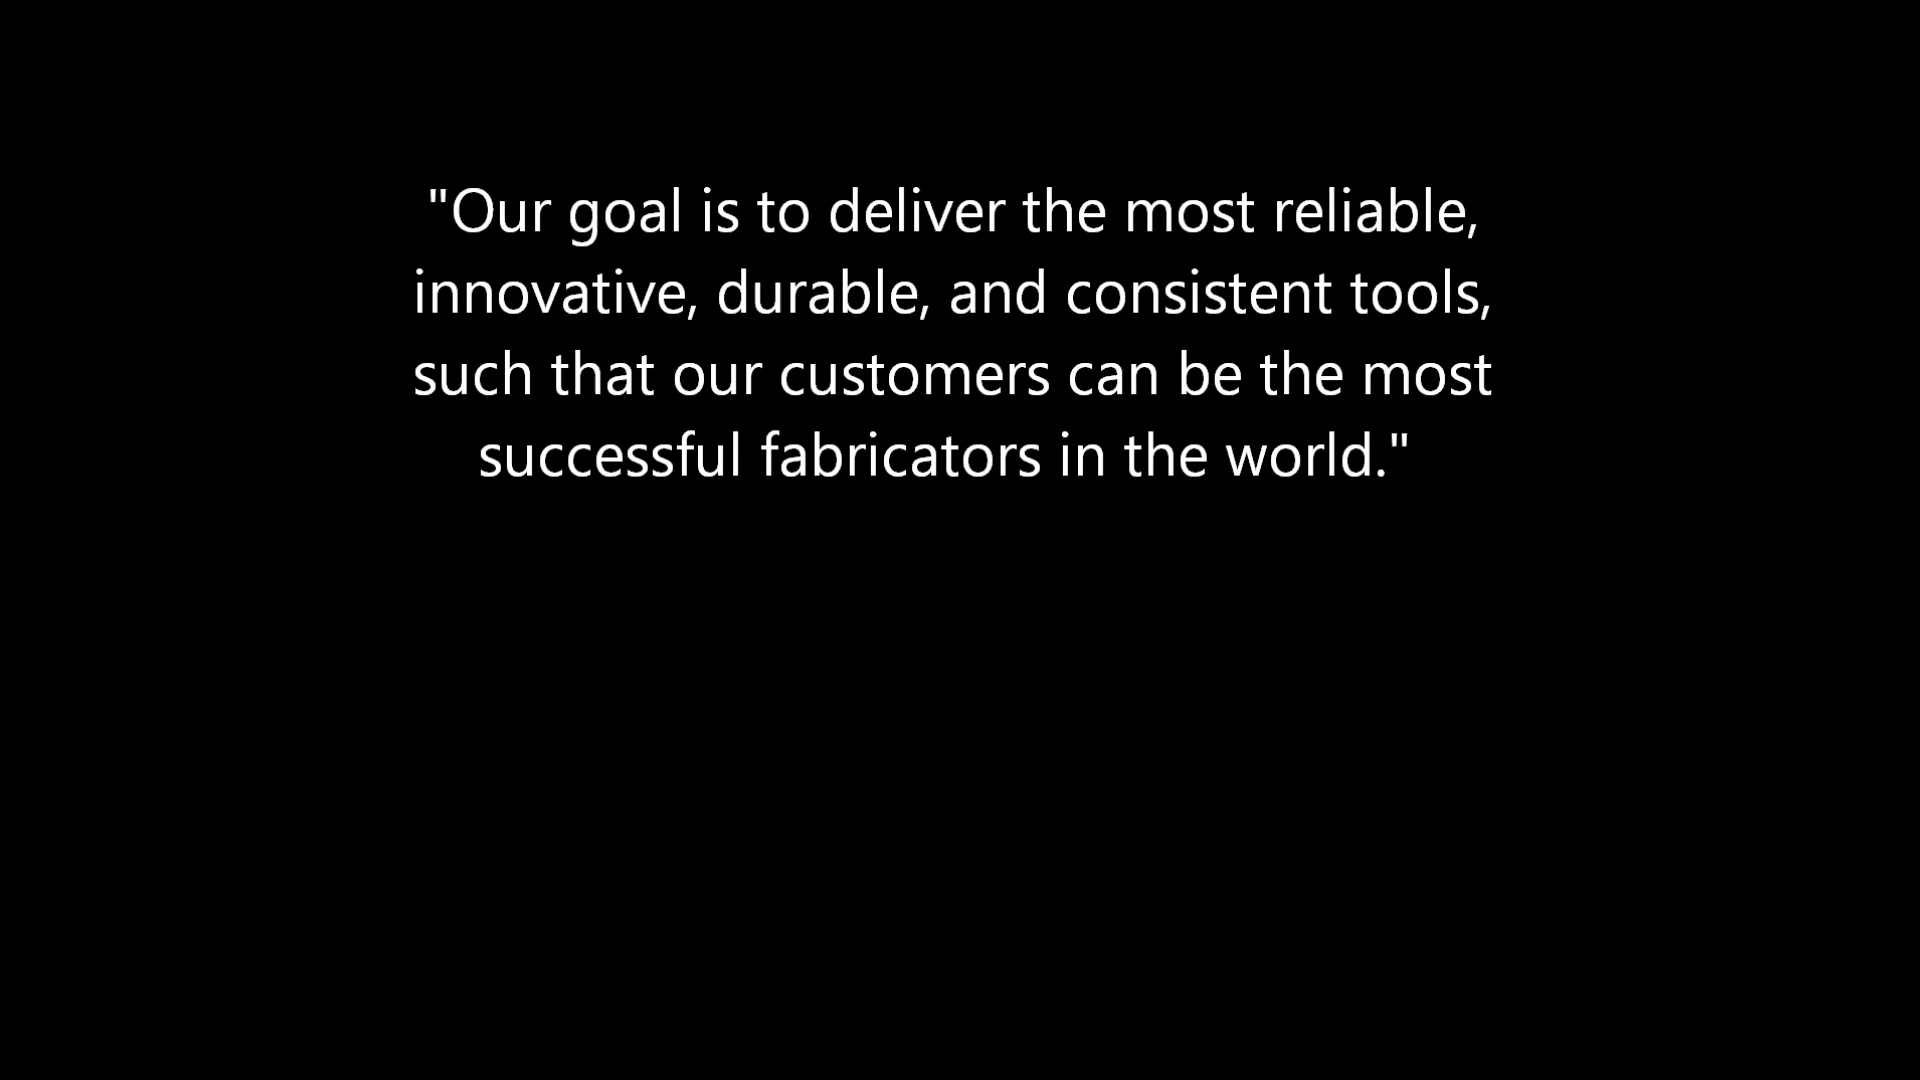 "Our goal is to deliver the most reliable,
innovative, durable, and consistent tools,
such that our customers can be the most
successful fabricators in the world."